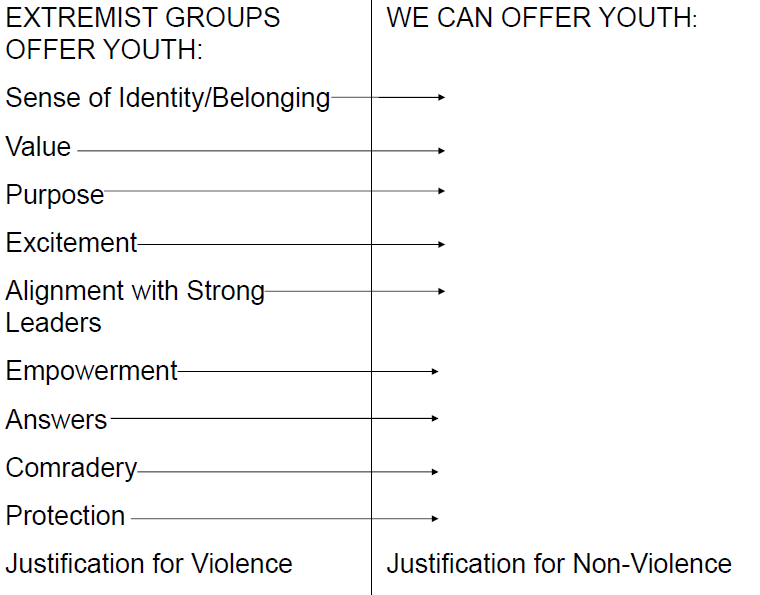 EXTREMIST GROUPS
OFFER YOUTH:
WE CAN OFFER YOUTH:
Sense of Identity/Belonging
Value
Purpose
Excitement
Alignment with Strong
Leaders
Empowerment
Answers
Comradery
Protection
Justification for Violence
Justification for Non-Violence